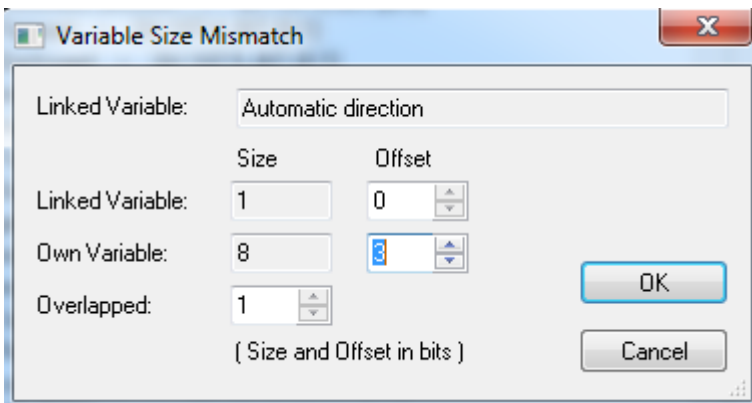 Variable Size Mismatch
Linked Variable: Automatic direction
Size Offset
Linked Variable: 1 0
Own Variable: 8 3
Overlapped: 1
OK
( Size and Offset in bits )
Cancel